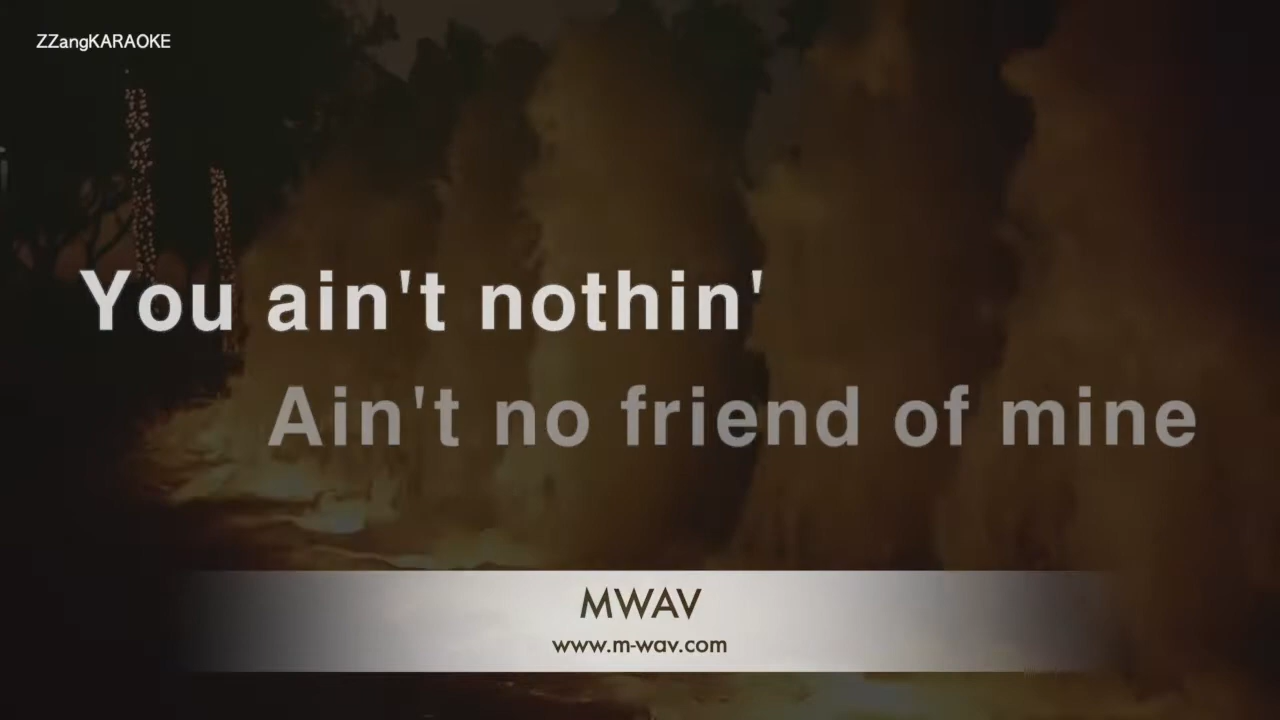 ZZangKARAOKE
You ain't nothin'
Ain't no friend of mine
MWAV
www.m-wav.com